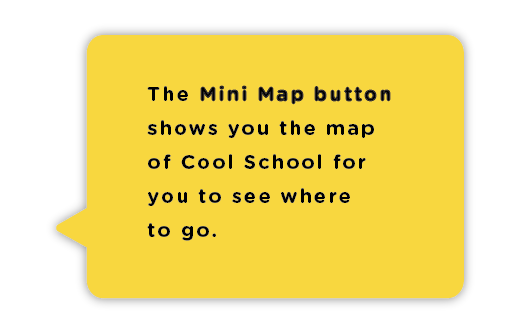 The Mini Map button
shows you the map
of Cool School for
you to see where
to go.